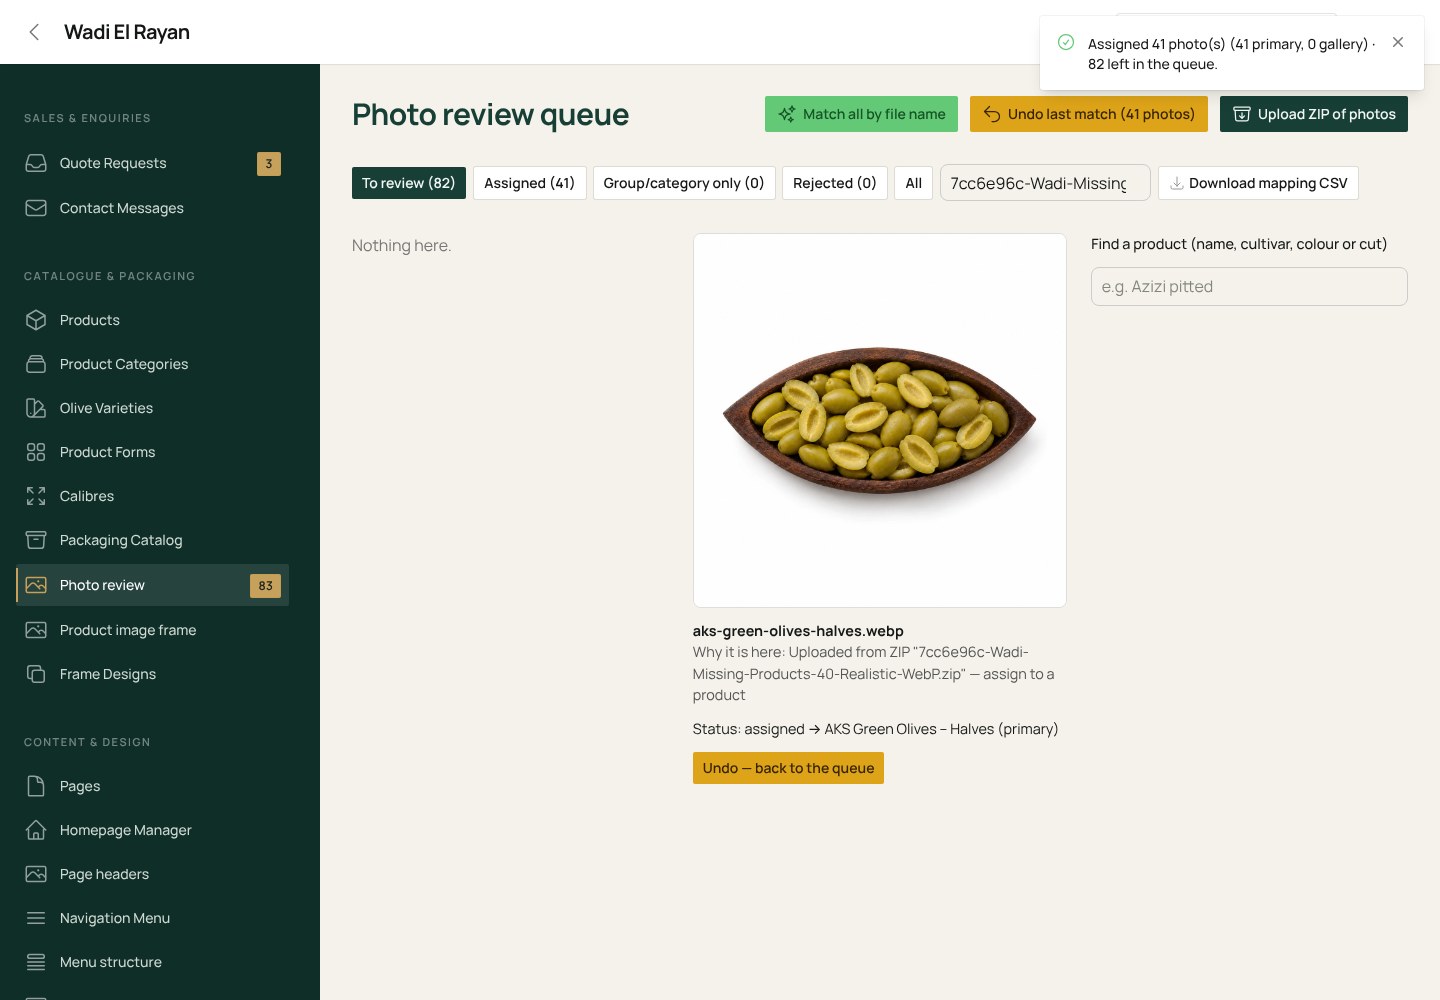 Wadi El Rayan
Assigned 41 photo(s) (41 primary, 0 gallery) ·
82 left in the queue.
SALES & ENQUIRIES
Quote Requests
3
Contact Messages
CATALOGUE & PACKAGING
Products
Product Categories
Olive Varieties
Product Forms
Calibres
Packaging Catalog
Photo review
83
Product image frame
Frame Designs
CONTENT & DESIGN
Pages
Homepage Manager
Page headers
Navigation Menu
Menu structure
Photo review queue
Match all by file name
Undo last match (41 photos)
Upload ZIP of photos
To review (82)
Assigned (41)
Group/category only (0)
Rejected (0)
All
7cc6e96c-Wadi-Missing
Download mapping CSV
Nothing here.
aks-green-olives-halves.webp
Why it is here: Uploaded from ZIP "7cc6e96c-Wadi-
Missing-Products-40-Realistic-WebP.zip" — assign to a
product
Status: assigned → AKS Green Olives – Halves (primary)
Undo — back to the queue
Find a product (name, cultivar, colour or cut)
e.g. Azizi pitted